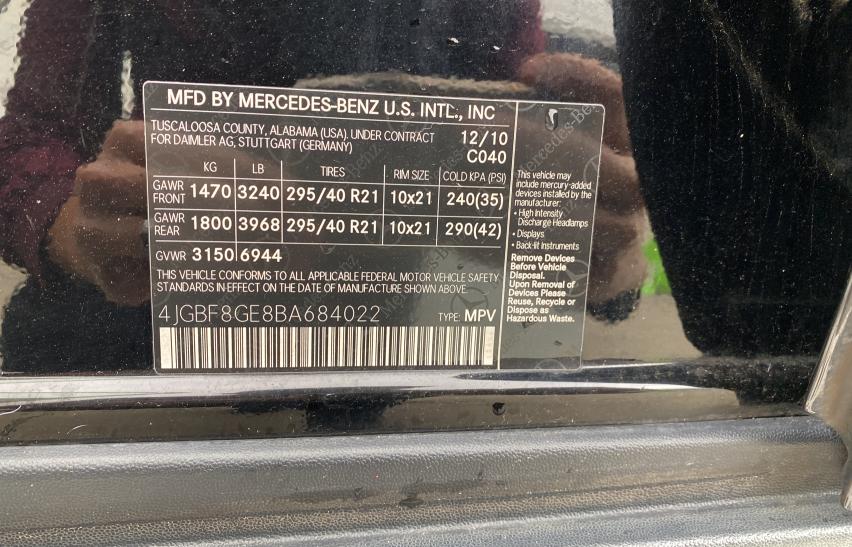 MFD BY MERCEDES-BENZ U.S. INTL., INC
TUSCALOOSA COUNTY, ALABAMA (USA). UNDER CONTRACT
FOR DAIMLER AG, STUTTGART (GERMANY)
12/10
C040
KG LB TIRES RIM SIZE COLD KPA (PSI)
GAWR FRONT 1470 3240 295/40 R21 10x21 240(35)
GAWR REAR 1800 3968 295/40 R21 10x21 290(42)
GVWR 3150 6944
THIS VEHICLE CONFORMS TO ALL APPLICABLE FEDERAL MOTOR VEHICLE SAFETY
STANDARDS IN EFFECT ON THE DATE OF MANUFACTURE SHOWN ABOVE.
4JGBF8GE8BA684022 TYPE: MPV
This vehicle may
include mercury-added
devices installed by the
manufacturer:
• High Intensity
Discharge Headlamps
• Displays
• Back-lit Instruments
Remove Devices
Before Vehicle
Disposal.
Upon Removal of
Devices Please
Reuse, Recycle or
Dispose as
Hazardous Waste.